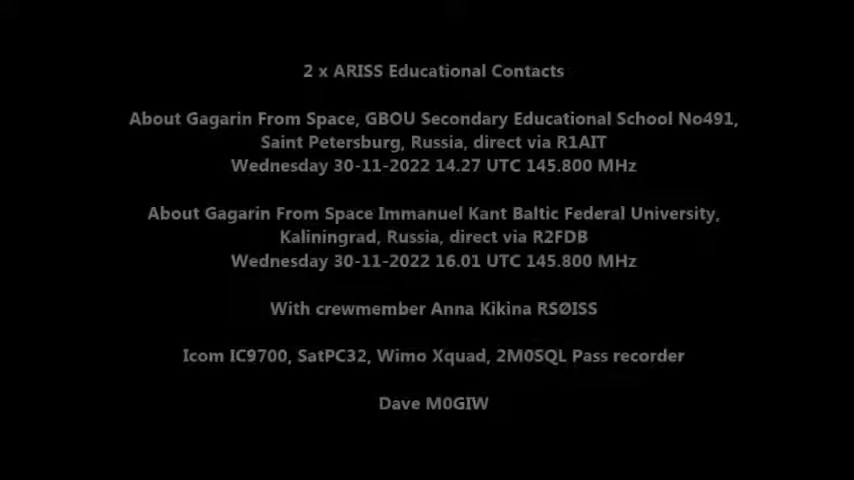 2 x ARISS Educational Contacts
About Gagarin From Space, GBOU Secondary Educational School No491,
Saint Petersburg, Russia, direct via R1AIT
Wednesday 30-11-2022 14.27 UTC 145.800 MHz
About Gagarin From Space Immanuel Kant Baltic Federal University,
Kaliningrad, Russia, direct via R2FDB
Wednesday 30-11-2022 16.01 UTC 145.800 MHz
With crewmember Anna Kikina RSØISS
Icom IC9700, SatPC32, Wimo Xquad, 2M0SQL Pass recorder
Dave M0GIW